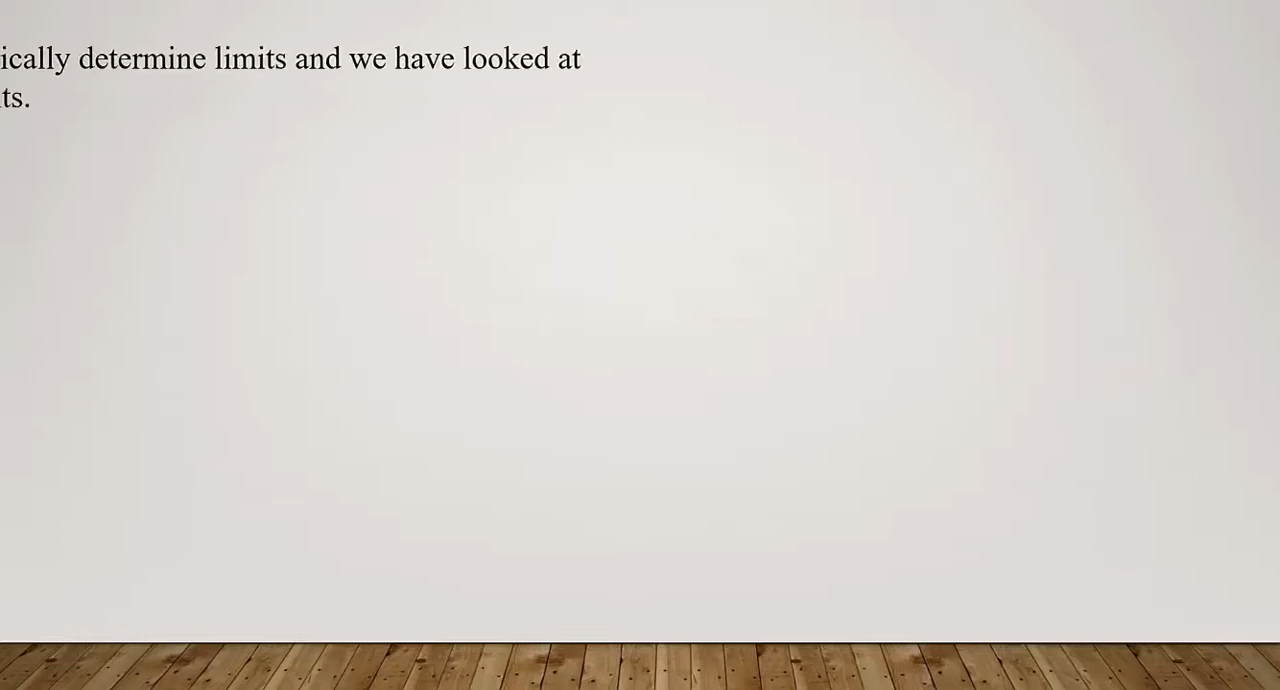 ically determine limits and we have looked at
ts.